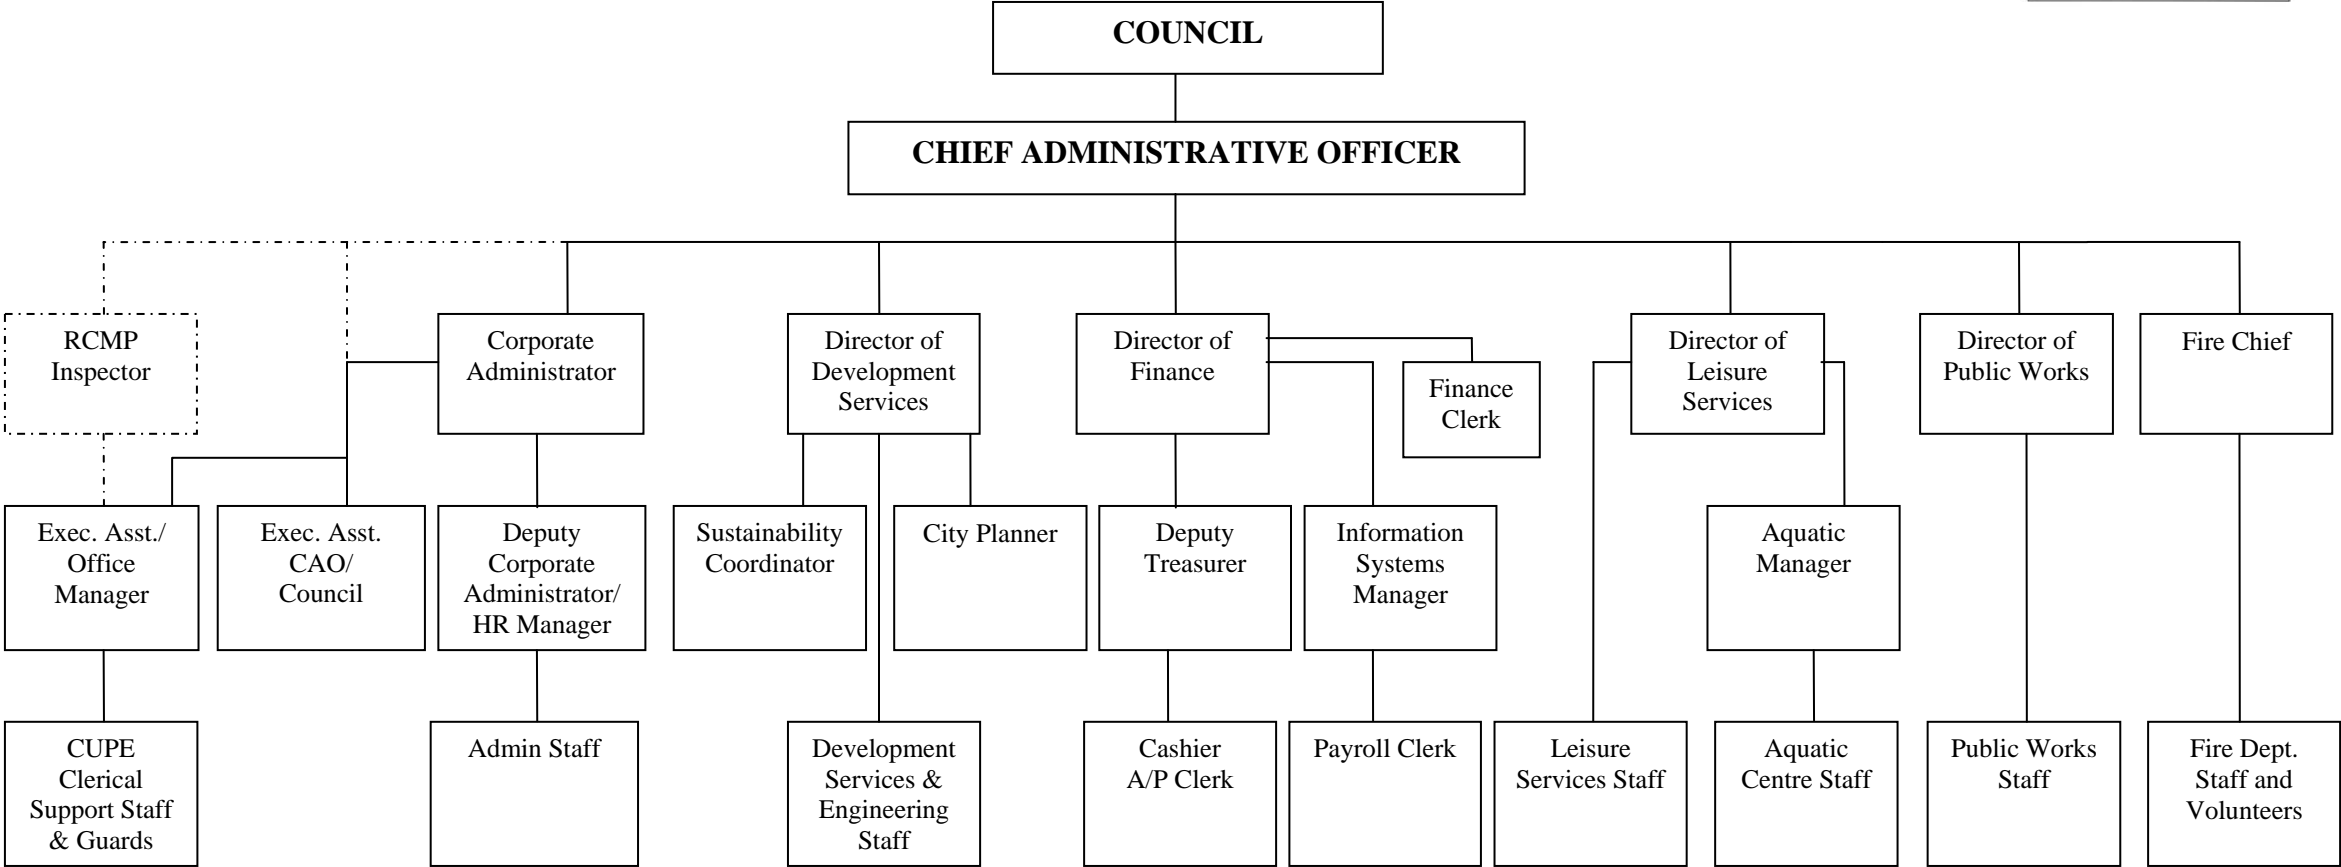 COUNCIL
CHIEF ADMINISTRATIVE OFFICER
RCMP
Inspector
Corporate
Administrator
Director of
Development
Services
Director of
Finance
Finance
Clerk
Director of
Leisure
Services
Director of
Public Works
Fire Chief
Exec. Asst./
Office
Manager
Exec. Asst.
CAO/
Council
Deputy
Corporate
Administrator/
HR Manager
Sustainability
Coordinator
City Planner
Deputy
Treasurer
Information
Systems
Manager
Aquatic
Manager
CUPE
Clerical
Support Staff
& Guards
Admin Staff
Development
Services &
Engineering
Staff
Cashier
A/P Clerk
Payroll Clerk
Leisure
Services Staff
Aquatic
Centre Staff
Public Works
Staff
Fire Dept.
Staff and
Volunteers